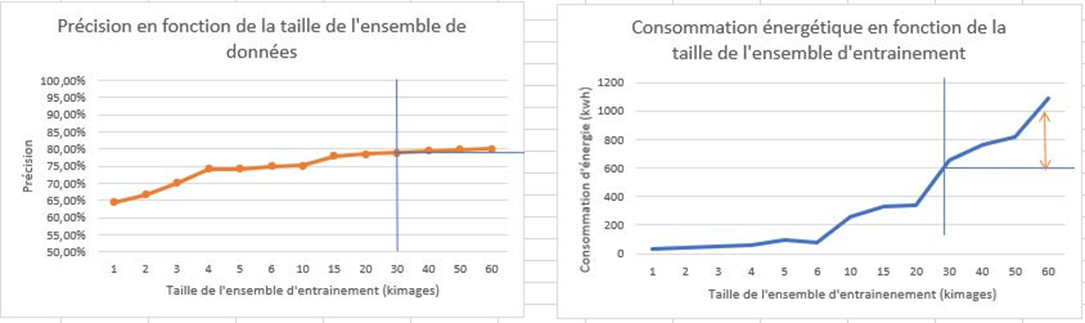 Précision en fonction de la taille de l'ensemble de
données
100,00%
95,00%
90,00%
85,00%
80,00%
75,00%
70,00%
65,00%
60,00%
55,00%
50,00%
Précision
1 2 3 4 5 6 10 15 20 30 40 50 60
Taille de l'ensemble d'entrainement (kimages)
Consommation énergétique en fonction de la
taille de l'ensemble d'entrainement
1200
1000
800
600
400
200
0
Consommation d'énergie (kwh)
1 2 3 4 5 6 10 15 20 30 40 50 60
Taille de l'ensemble d'entrainenement (kimages)